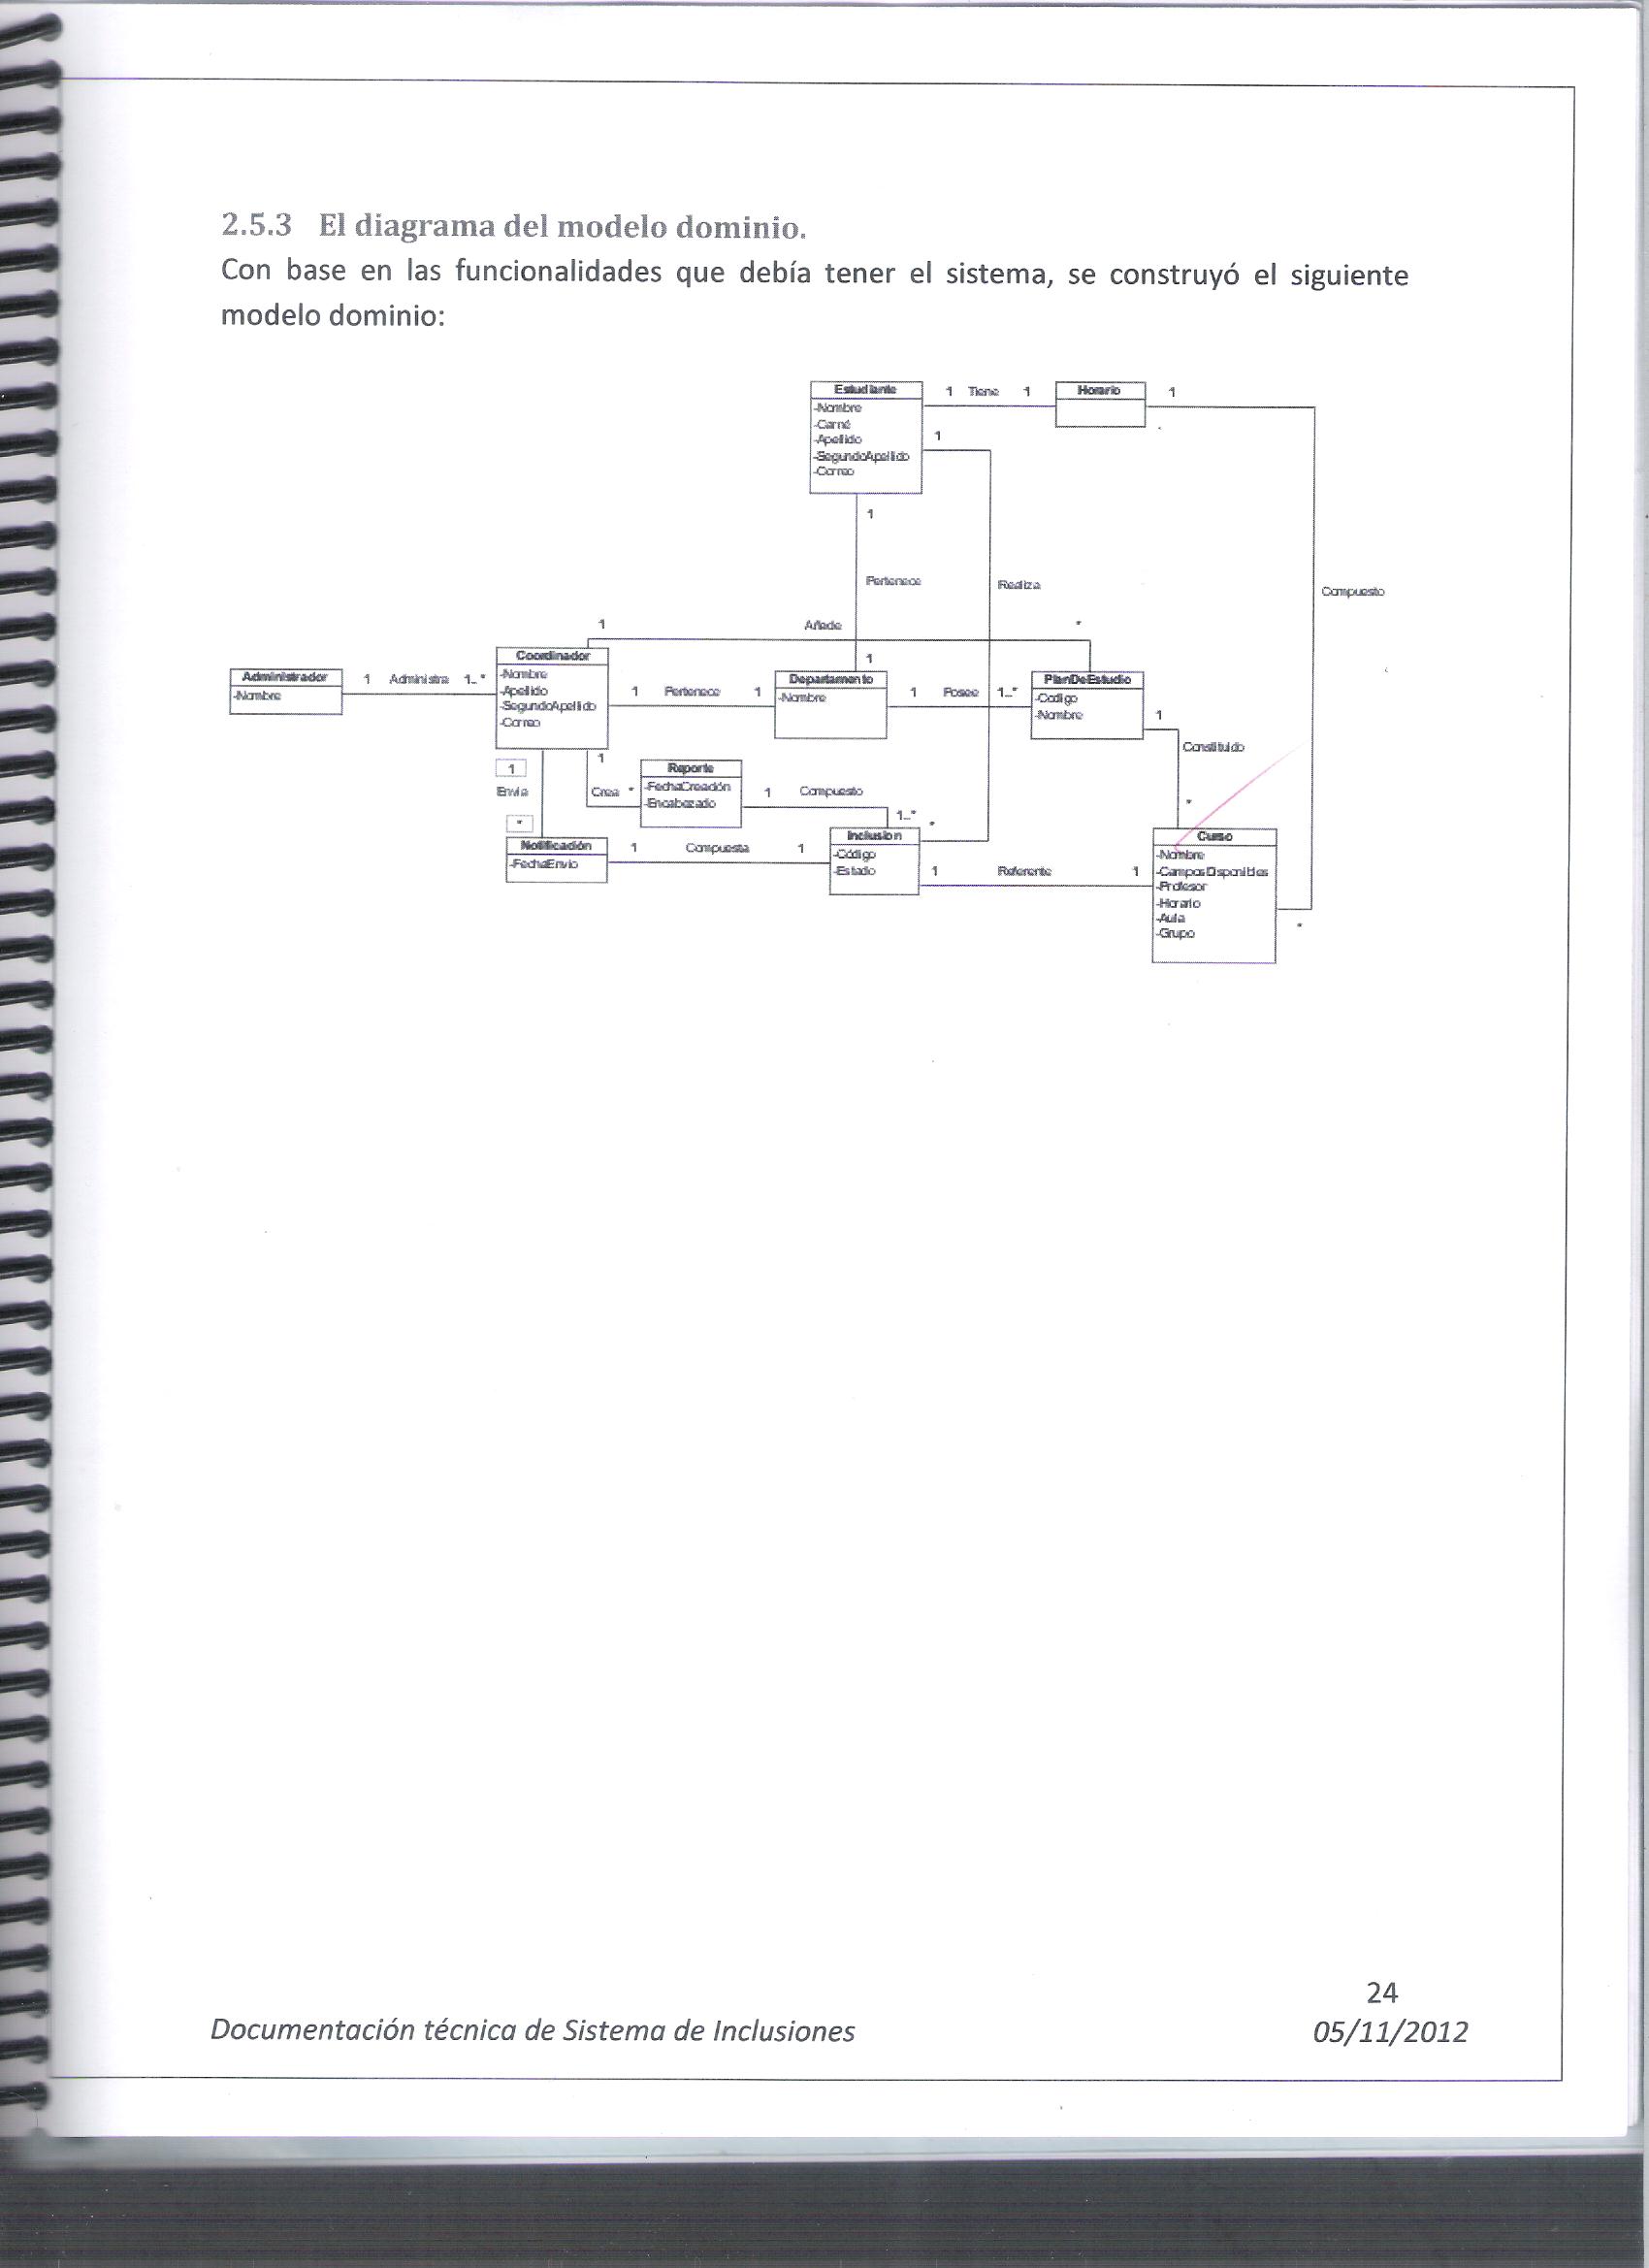 2.5.3 El diagrama del modelo dominio.
Con base en las funcionalidades que debía tener el sistema, se construyó el siguiente
modelo dominio:
Estudiante
-Nombre
-Carné
-Apellido
-SegundoApellido
-Correo
1 Tiene 1
Horario
1
1
1
Pertenece
Realiza
Compuesto
1 Añade *
1
Administrador
-Nombre
1 Administra 1..*
Coordinador
-Nombre
-Apellido
-SegundoApellido
-Correo
1 Pertenece 1
Departamento
-Nombre
1 Posee 1..*
PlanDeEstudio
-Codigo
-Nombre
1
Constituido
*
1
Envia
*
1
Crea *
Reporte
-FechaCreación
-Encabezado
1 Compuesto
1..*
*
Notificación
-FechaEnvio
1 Compuesta 1
Inclusion
-Código
-Estado
1 Referente 1
Curso
-Nombre
-CamposDisponibles
-Profesor
-Horario
-Aula
-Grupo
*
24
Documentación técnica de Sistema de Inclusiones
05/11/2012